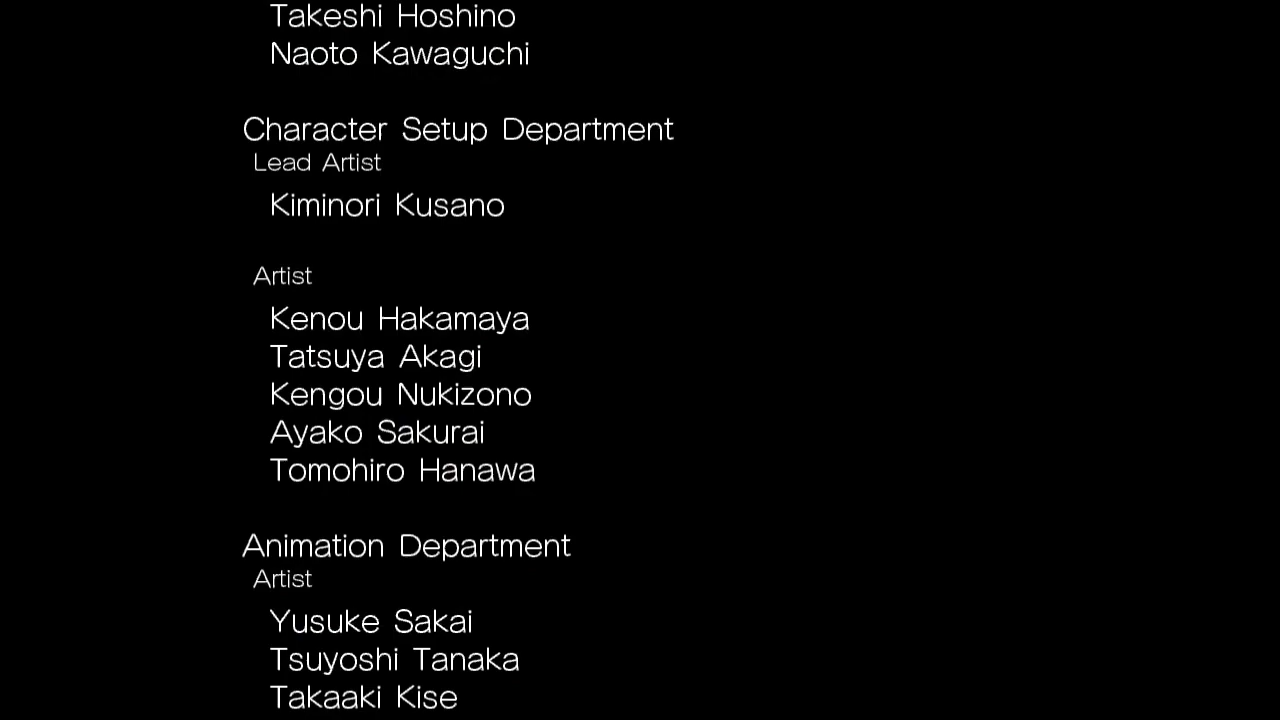 Takeshi Hoshino
Naoto Kawaguchi
Character Setup Department
Lead Artist
Kiminori Kusano
Artist
Kenou Hakamaya
Tatsuya Akagi
Kengou Nukizono
Ayako Sakurai
Tomohiro Hanawa
Animation Department
Artist
Yusuke Sakai
Tsuyoshi Tanaka
Takaaki Kise